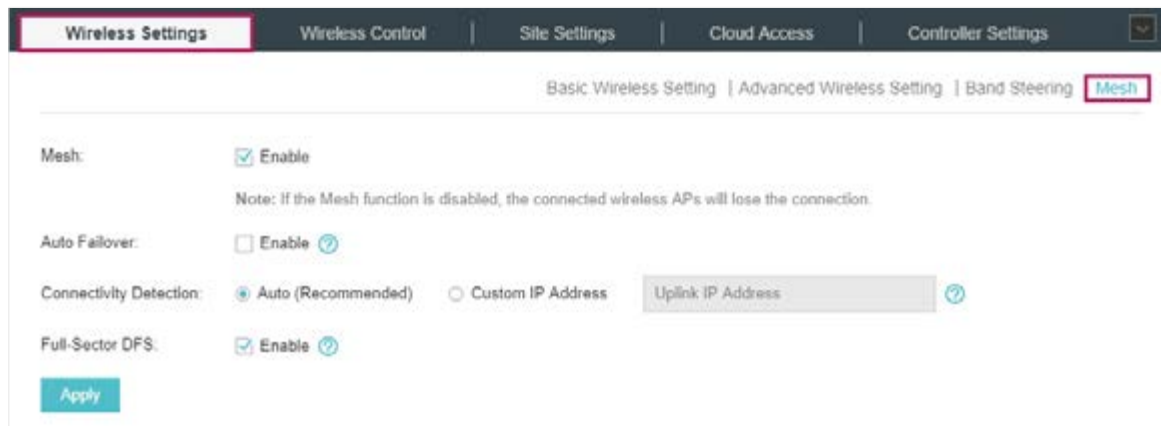 Wireless Settings | Wireless Control | Site Settings | Cloud Access | Controller Settings
Basic Wireless Setting | Advanced Wireless Setting | Band Steering Mesh
Mesh: Enable
Note: If the Mesh function is disabled, the connected wireless APs will lose the connection.
Auto Failover: Enable ?
Connectivity Detection: Auto (Recommended) Custom IP Address Uplink IP Address ?
Full-Sector DFS: Enable ?
Apply